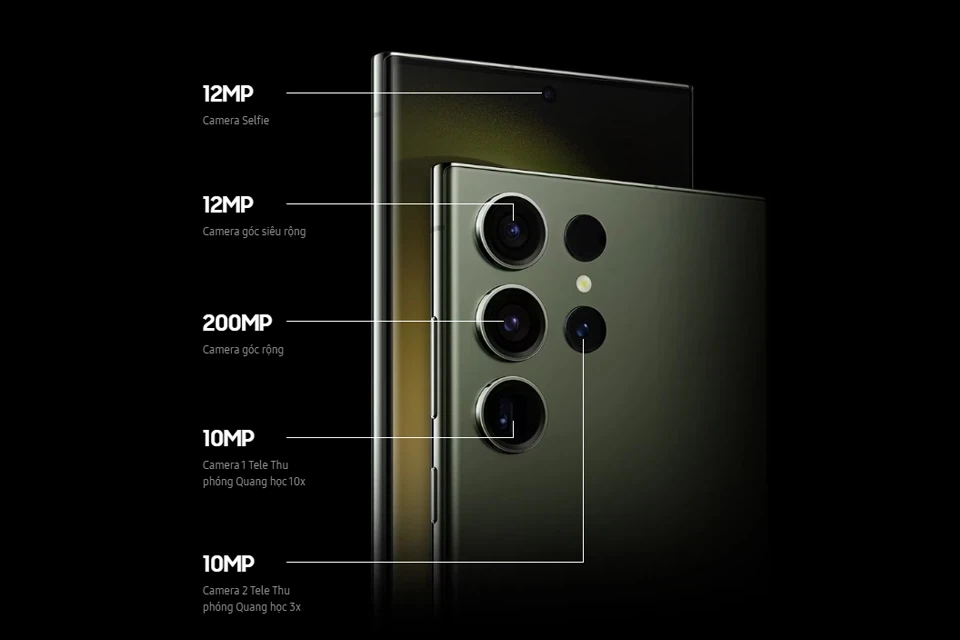 12MP
Camera Selfie
12MP
Camera góc siêu rộng
200MP
Camera góc rộng
10MP
Camera 1 Tele Thu
phóng Quang học 10x
10MP
Camera 2 Tele Thu
phóng Quang học 3x